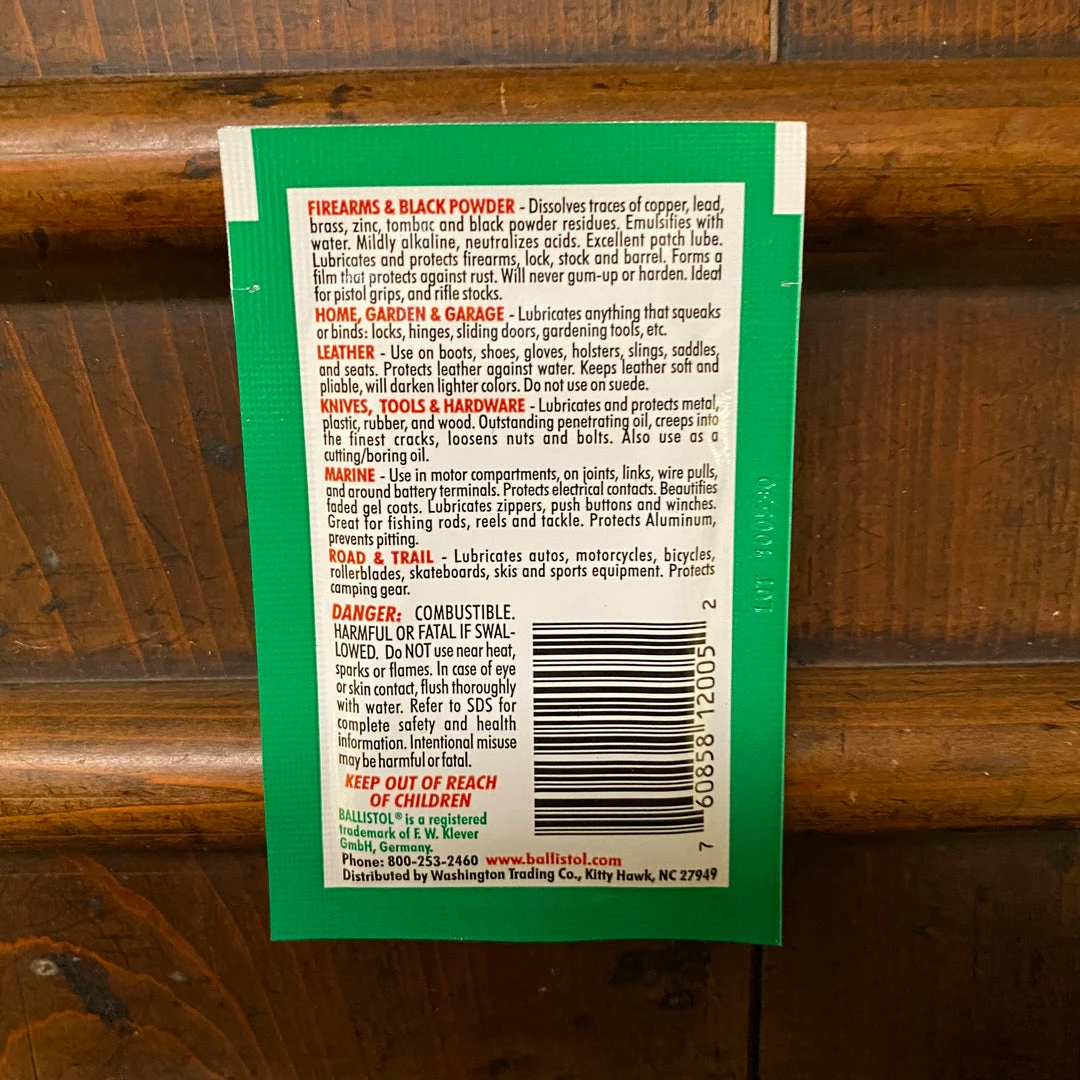 FIREARMS & BLACK POWDER - Dissolves traces of copper, lead,
brass, zinc, tombac and black powder residues. Emulsifies with
water. Mildly alkaline, neutralizes acids. Excellent patch lube.
Lubricates and protects firearms, lock, stock and barrel. Forms a
film that protects against rust. Will never gum-up or harden. Ideal
for pistol grips, and rifle stocks.
HOME, GARDEN & GARAGE - Lubricates anything that squeaks
or binds: locks, hinges, sliding doors, gardening tools, etc.
LEATHER - Use on boots, shoes, gloves, holsters, slings, saddles,
and seats. Protects leather against water. Keeps leather soft and
pliable, will darken lighter colors. Do not use on suede.
KNIVES, TOOLS & HARDWARE - Lubricates and protects metal,
plastic, rubber, and wood. Outstanding penetrating oil, creeps into
the finest cracks, loosens nuts and bolts. Also use as a
cutting/boring oil.
MARINE - Use in motor compartments, on joints, links, wire pulls,
and around battery terminals. Protects electrical contacts. Beautifies
faded gel coats. Lubricates zippers, push buttons and winches.
Great for fishing rods, reels and tackle. Protects Aluminum,
prevents pitting.
ROAD & TRAIL - Lubricates autos, motorcycles, bicycles,
rollerblades, skateboards, skis and sports equipment. Protects
camping gear.
DANGER: COMBUSTIBLE.
HARMFUL OR FATAL IF SWAL-
LOWED. Do NOT use near heat,
sparks or flames. In case of eye
or skin contact, flush thoroughly
with water. Refer to SDS for
complete safety and health
information. Intentional misuse
may be harmful or fatal.
KEEP OUT OF REACH
OF CHILDREN
BALLISTOL® is a registered
trademark of F. W. Klever
GmbH, Germany.
Phone: 800-253-2460 www.ballistol.com
Distributed by Washington Trading Co., Kitty Hawk, NC 27949
7 60858 12005 2
LOT